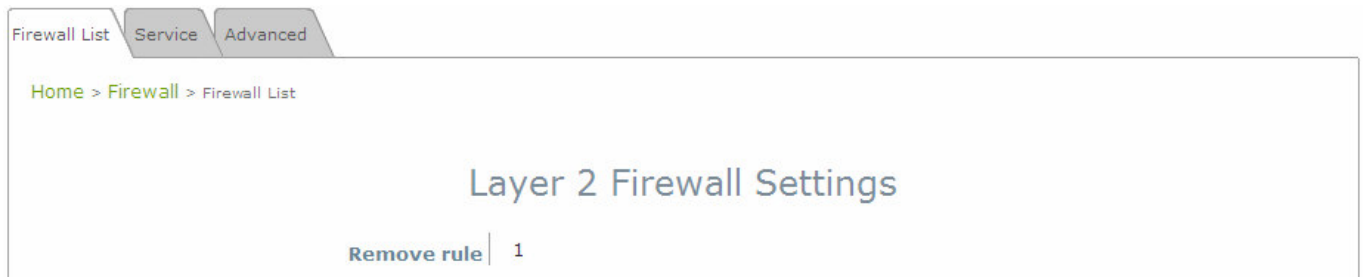 Firewall List Service Advanced
Home > Firewall > Firewall List
Layer 2 Firewall Settings
Remove rule 1